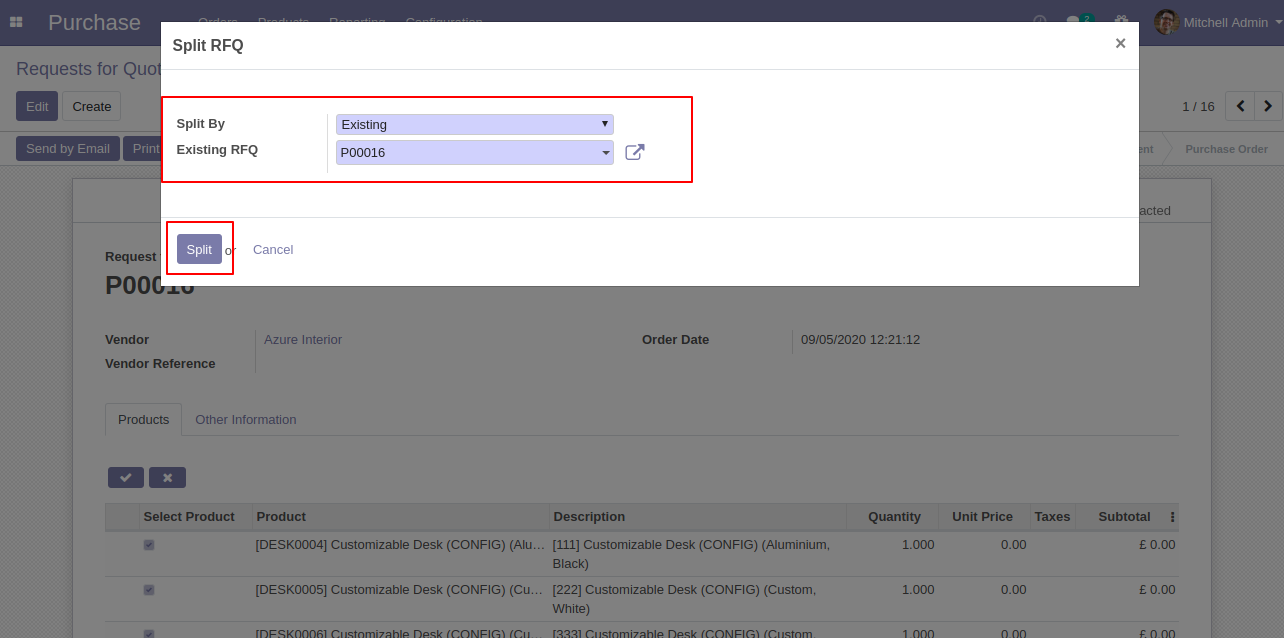 Purchase Orders Products Reporting Configuration 2 Mitchell Admin
Split RFQ ×
Requests for Quot
Edit Create 1 / 16
Split By Existing
Existing RFQ P00016
Send by Email Print ent Purchase Order
acted
Split or Cancel
Request
P00016
Vendor Azure Interior Order Date 09/05/2020 12:21:12
Vendor Reference
Products Other Information
Select Product Product Description Quantity Unit Price Taxes Subtotal
[DESK0004] Customizable Desk (CONFIG) (Alu… [111] Customizable Desk (CONFIG) (Aluminium, 1.000 0.00 £ 0.00
Black)
[DESK0005] Customizable Desk (CONFIG) (Cu… [222] Customizable Desk (CONFIG) (Custom, 1.000 0.00 £ 0.00
White)
[DESK0006] Customizable Desk (CONFIG) (Cu… [333] Customizable Desk (CONFIG) (Custom, 1.000 0.00 £ 0.00